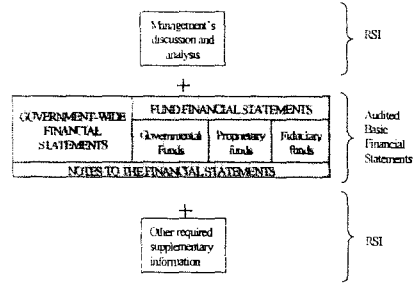 Management's
discussion and
analysis
RSI
+
GOVERNMENT-WIDE
FINANCIAL
STATEMENTS
FUND FINANCIAL STATEMENTS
Governmental
Funds
Proprietary
funds
Fiduciary
funds
NOTES TO THE FINANCIAL STATEMENTS
Audited
Basic
Financial
Statements
+
Other required
supplementary
information
RSI